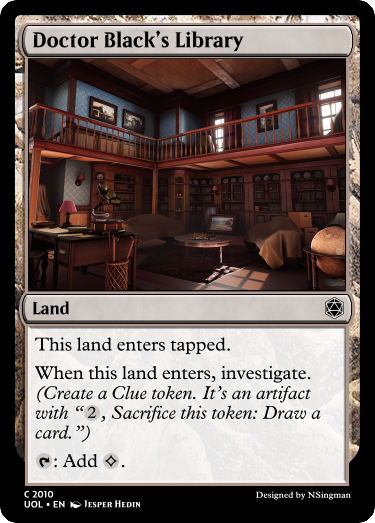 Doctor Black's Library
Land
This land enters tapped.
When this land enters, investigate.
(Create a Clue token. It's an artifact
with "2, Sacrifice this token: Draw a
card.")
: Add .
C 2010
UOL • EN Jesper Hedin
Designed by NSingman